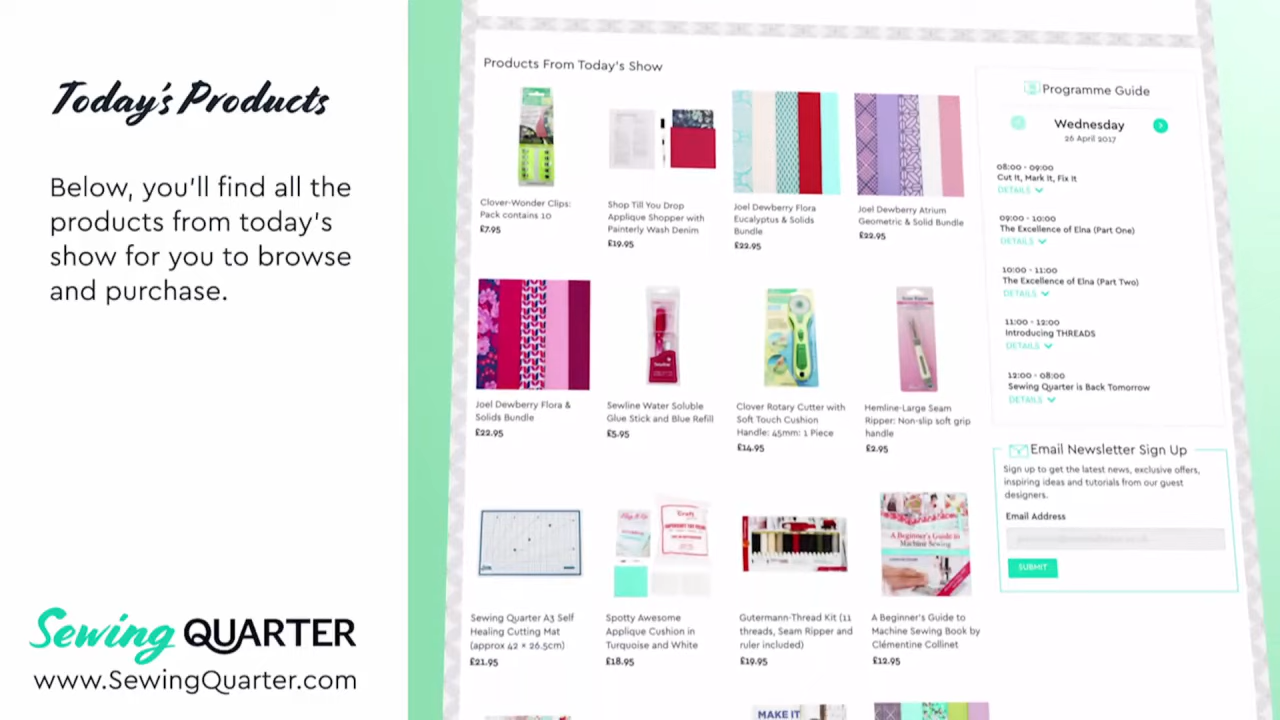 Today's Products
Below, you'll find all the
products from today's
show for you to browse
and purchase.
Sewing QUARTER
www.SewingQuarter.com
Products From Today's Show
Clover-Wonder Clips:
Pack contains 10
£7.95
Shop Till You Drop
Applique Shopper with
Painterly Wash Denim
£19.95
Joel Dewberry Flora
Eucalyptus & Solids
Bundle
£22.95
Joel Dewberry Atrium
Geometric & Solid Bundle
£22.95
Joel Dewberry Flora &
Solids Bundle
£22.95
Sewline Water Soluble
Glue Stick and Blue Refill
£5.95
Clover Rotary Cutter with
Soft Touch Cushion
Handle: 45mm: 1 Piece
£14.95
Hemline-Large Seam
Ripper: Non-slip soft grip
handle
£2.95
Sewing Quarter A3 Self
Healing Cutting Mat
(approx 42 x 26.5cm)
£21.95
Spotty Awesome
Applique Cushion in
Turquoise and White
£18.95
Gutermann-Thread Kit (11
threads, Seam Ripper and
ruler included)
£19.95
A Beginner's Guide to
Machine Sewing
A Beginner's Guide to
Machine Sewing Book by
Clémentine Collinet
£12.95
MAKE IT
Programme Guide
Wednesday
26 April 2017
08:00 - 09:00
Cut It, Mark It, Fix It
DETAILS
09:00 - 10:00
The Excellence of Elna (Part One)
DETAILS
10:00 - 11:00
The Excellence of Elna (Part Two)
DETAILS
11:00 - 12:00
Introducing THREADS
DETAILS
12:00 - 08:00
Sewing Quarter is Back Tomorrow
DETAILS
Email Newsletter Sign Up
Sign up to get the latest news, exclusive offers,
inspiring ideas and tutorials from our guest
designers.
Email Address
SUBMIT